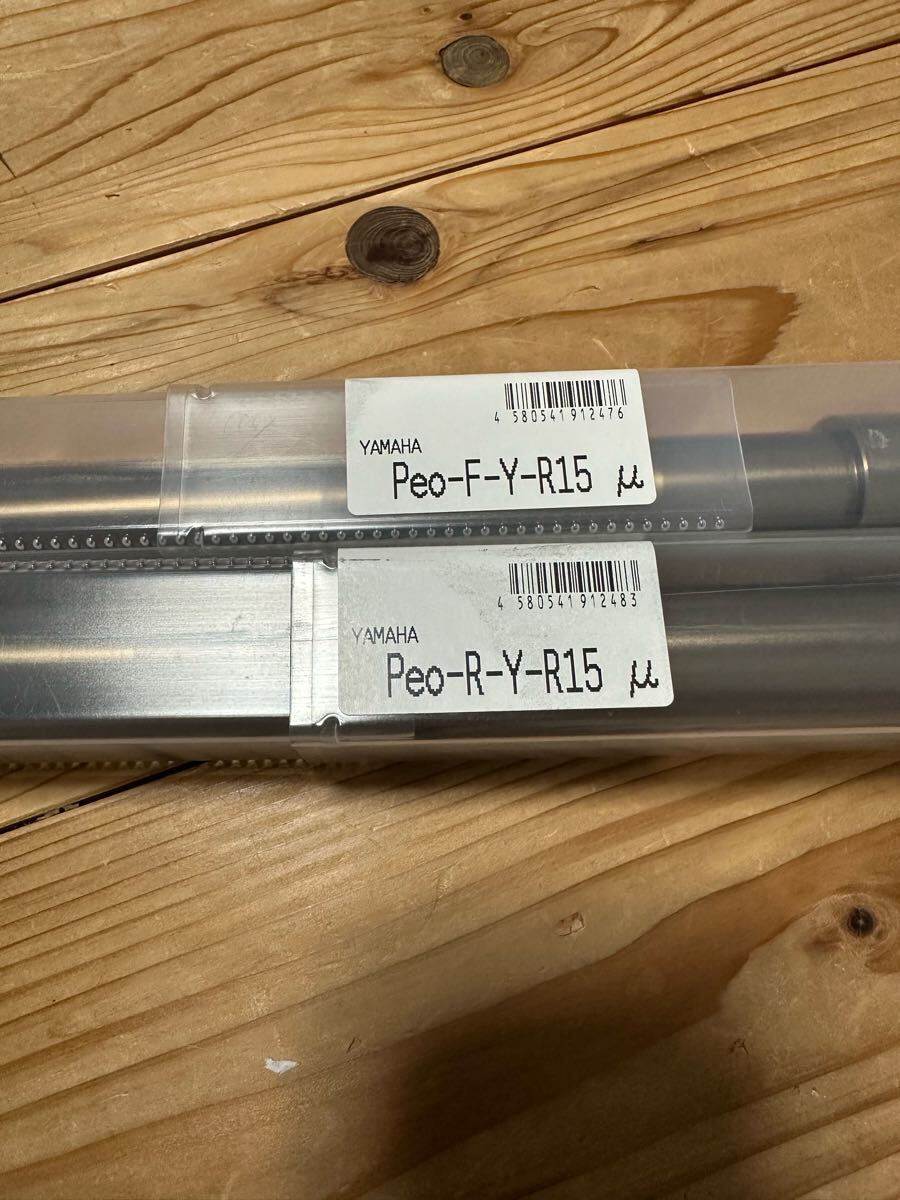 4 580541 912476
YAMAHA
Peo-F-Y-R15 μ
4 580541 912483
YAMAHA
Peo-R-Y-R15 μ